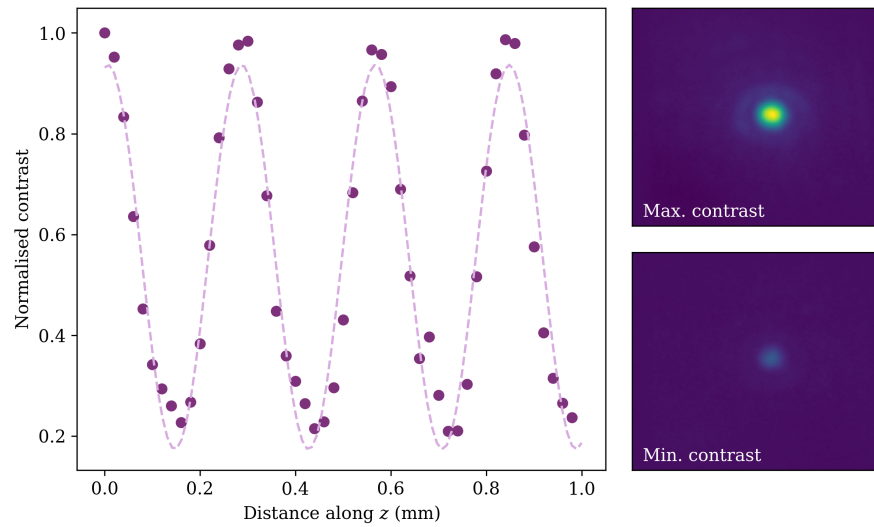 1.0
0.8
0.6
0.4
0.2
Normalised contrast
0.0 0.2 0.4 0.6 0.8 1.0
Distance along z (mm)
Max. contrast
Min. contrast